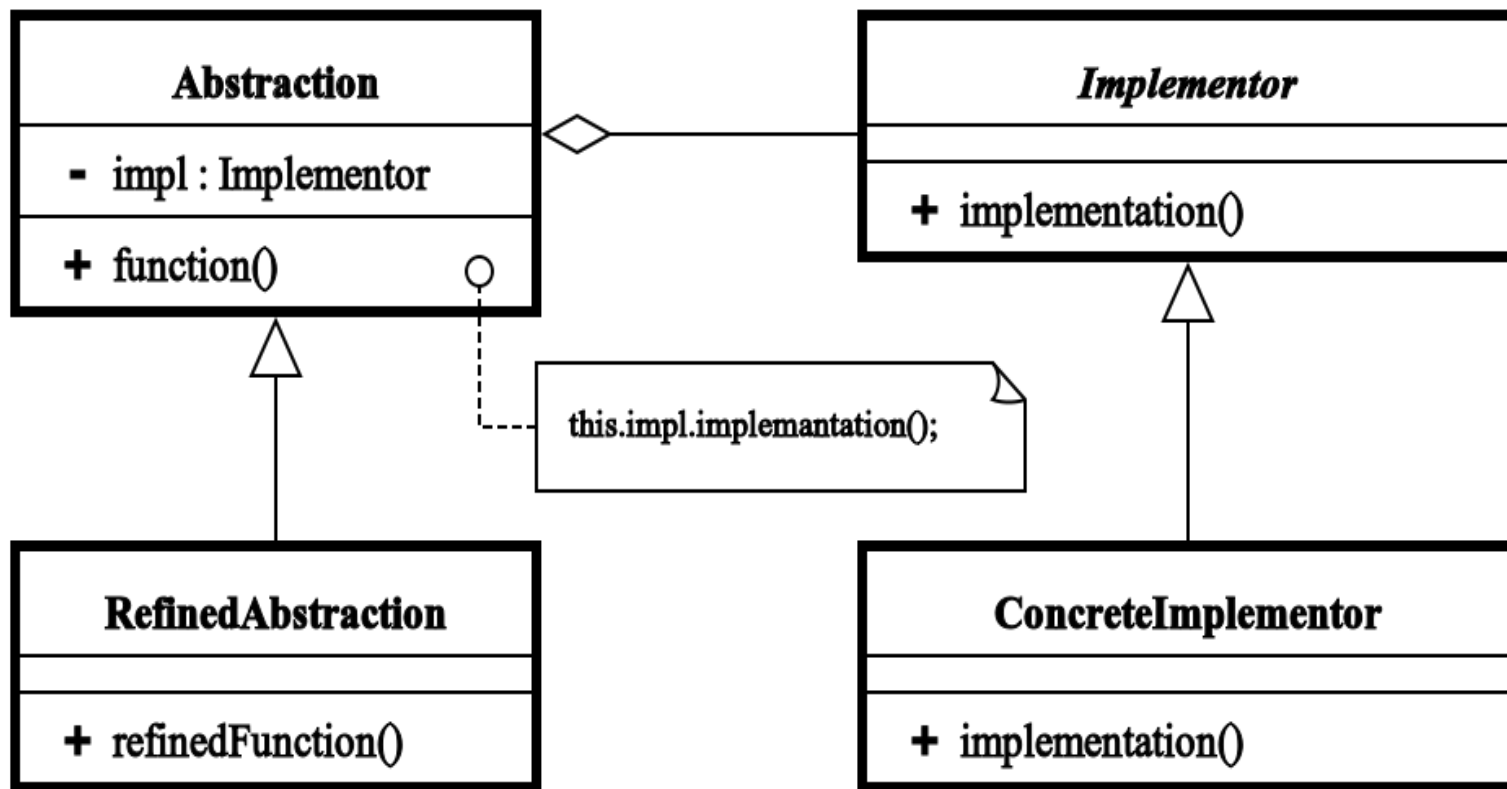 Abstraction
- impl : Implementor
+ function()
Implementor
+ implementation()
this.impl.implemantation();
RefinedAbstraction
+ refinedFunction()
ConcreteImplementor
+ implementation()